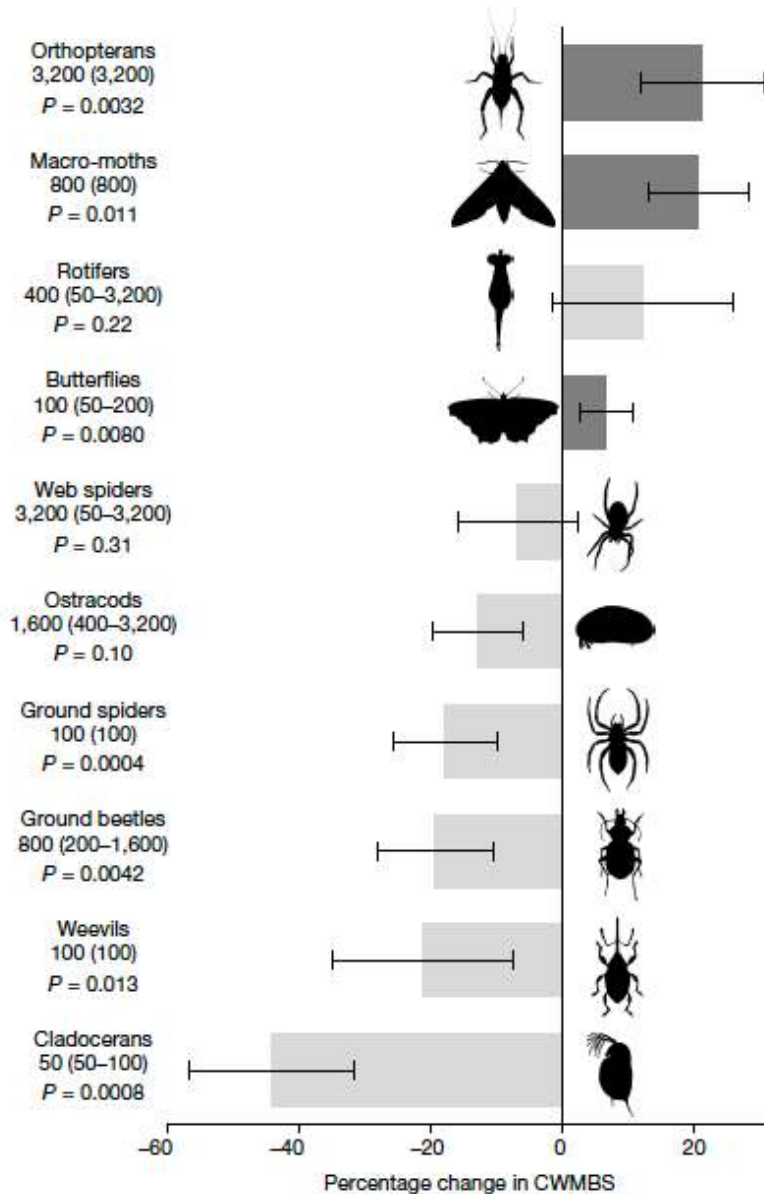 Orthopterans
3,200 (3,200)
P = 0.0032
Macro-moths
800 (800)
P = 0.011
Rotifers
400 (50–3,200)
P = 0.22
Butterflies
100 (50–200)
P = 0.0080
Web spiders
3,200 (50–3,200)
P = 0.31
Ostracods
1,600 (400–3,200)
P = 0.10
Ground spiders
100 (100)
P = 0.0004
Ground beetles
800 (200–1,600)
P = 0.0042
Weevils
100 (100)
P = 0.013
Cladocerans
50 (50–100)
P = 0.0008
–60 –40 –20 0 20
Percentage change in CWMBS